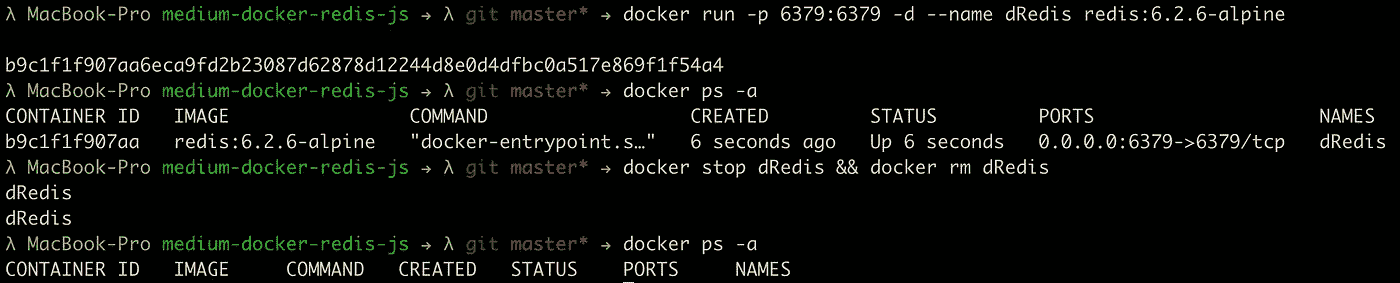 λ MacBook-Pro medium-docker-redis-js → λ git master* → docker run -p 6379:6379 -d --name dRedis redis:6.2.6-alpine
b9c1f1f907aa6eca9fd2b23087d62878d12244d8e0d4dfbc0a517e869f1f54a4
λ MacBook-Pro medium-docker-redis-js → λ git master* → docker ps -a
CONTAINER ID IMAGE COMMAND CREATED STATUS PORTS NAMES
b9c1f1f907aa redis:6.2.6-alpine "docker-entrypoint.s…" 6 seconds ago Up 6 seconds 0.0.0.0:6379->6379/tcp dRedis
λ MacBook-Pro medium-docker-redis-js → λ git master* → docker stop dRedis && docker rm dRedis
dRedis
dRedis
λ MacBook-Pro medium-docker-redis-js → λ git master* → docker ps -a
CONTAINER ID IMAGE COMMAND CREATED STATUS PORTS NAMES